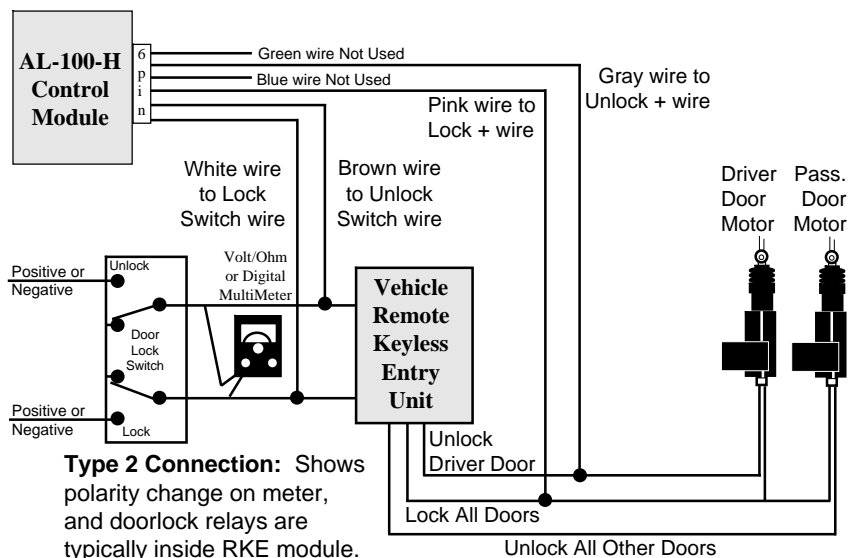 AL-100-H
Control
Module
6
p
i
n
Green wire Not Used
Blue wire Not Used
Pink wire to
Lock + wire
Gray wire to
Unlock + wire
White wire
to Lock
Switch wire
Brown wire
to Unlock
Switch wire
Driver
Door
Motor
Pass.
Door
Motor
Positive or
Negative
Unlock
Door
Lock
Switch
Positive or
Negative
Lock
Volt/Ohm
or Digital
MultiMeter
Vehicle
Remote
Keyless
Entry
Unit
Unlock
Driver Door
Lock All Doors
Unlock All Other Doors
Type 2 Connection: Shows
polarity change on meter,
and doorlock relays are
typically inside RKE module.